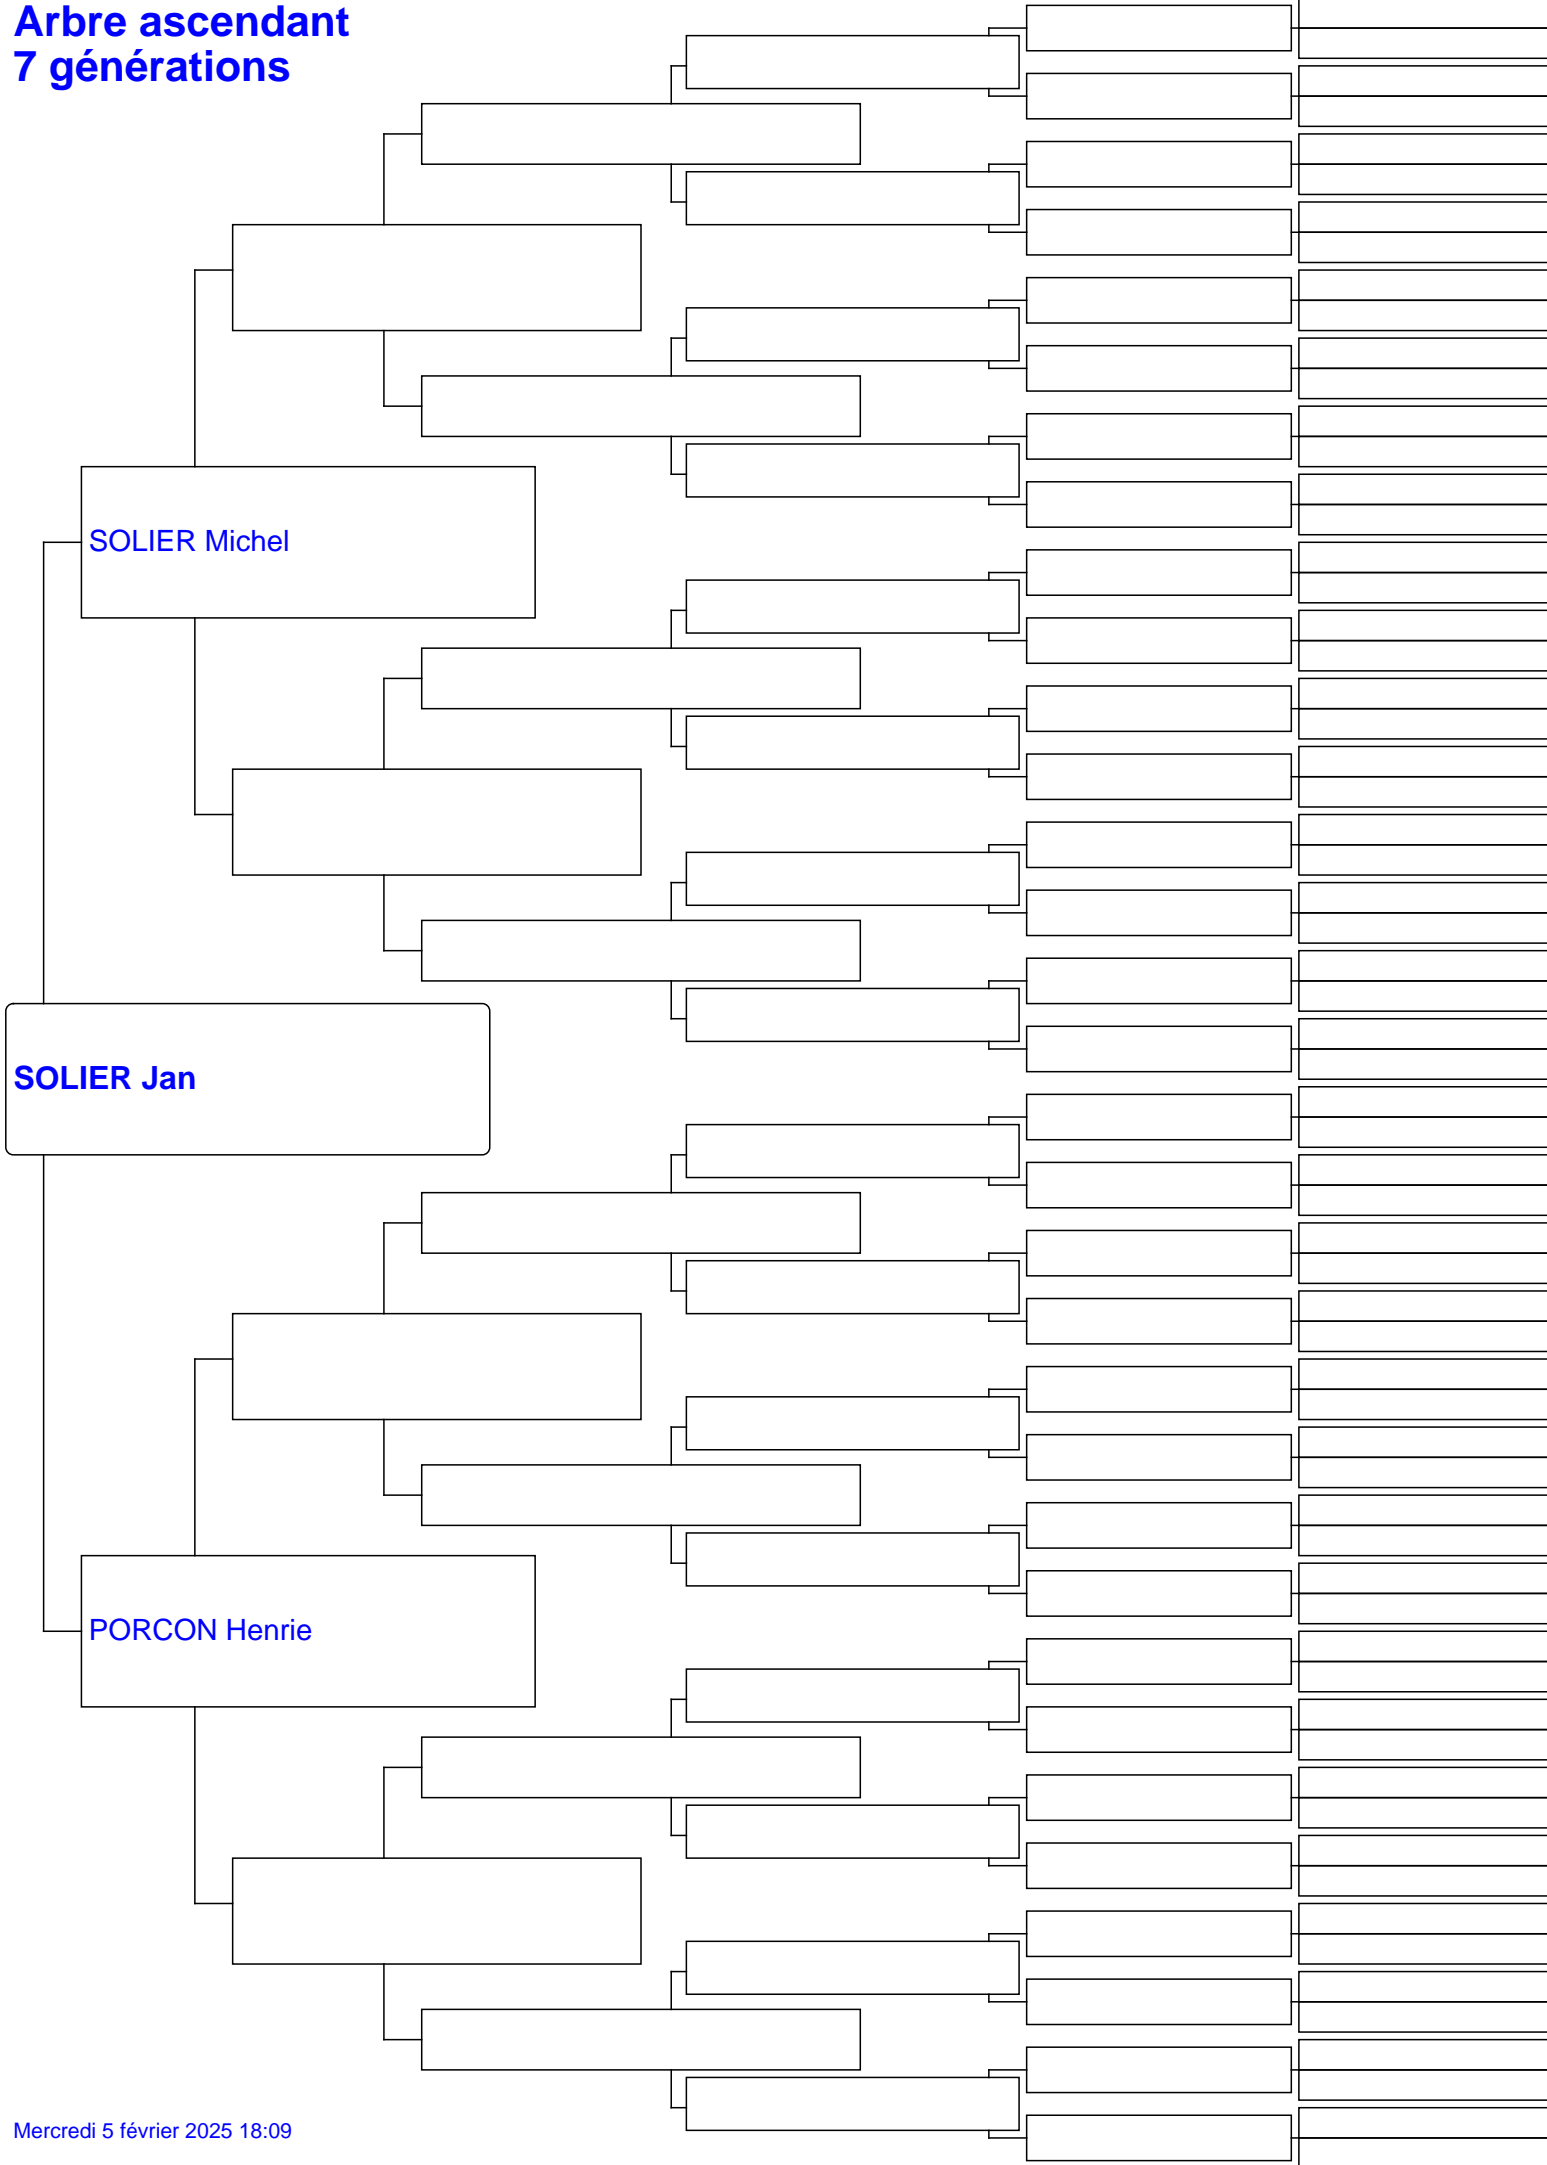 Arbre ascendant
7 générations
SOLIER Michel
SOLIER Jan
PORCON Henrie
Mercredi 5 février 2025 18:09